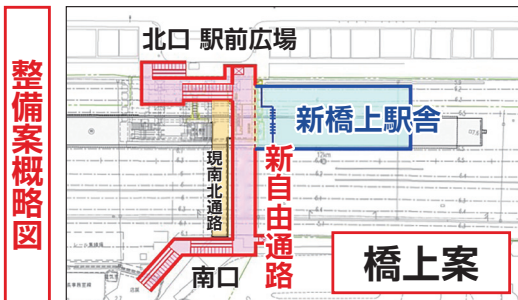 整備案概略図
北口 駅前広場
新橋上駅舎
現南北通路
新自由通路
南口
橋上案